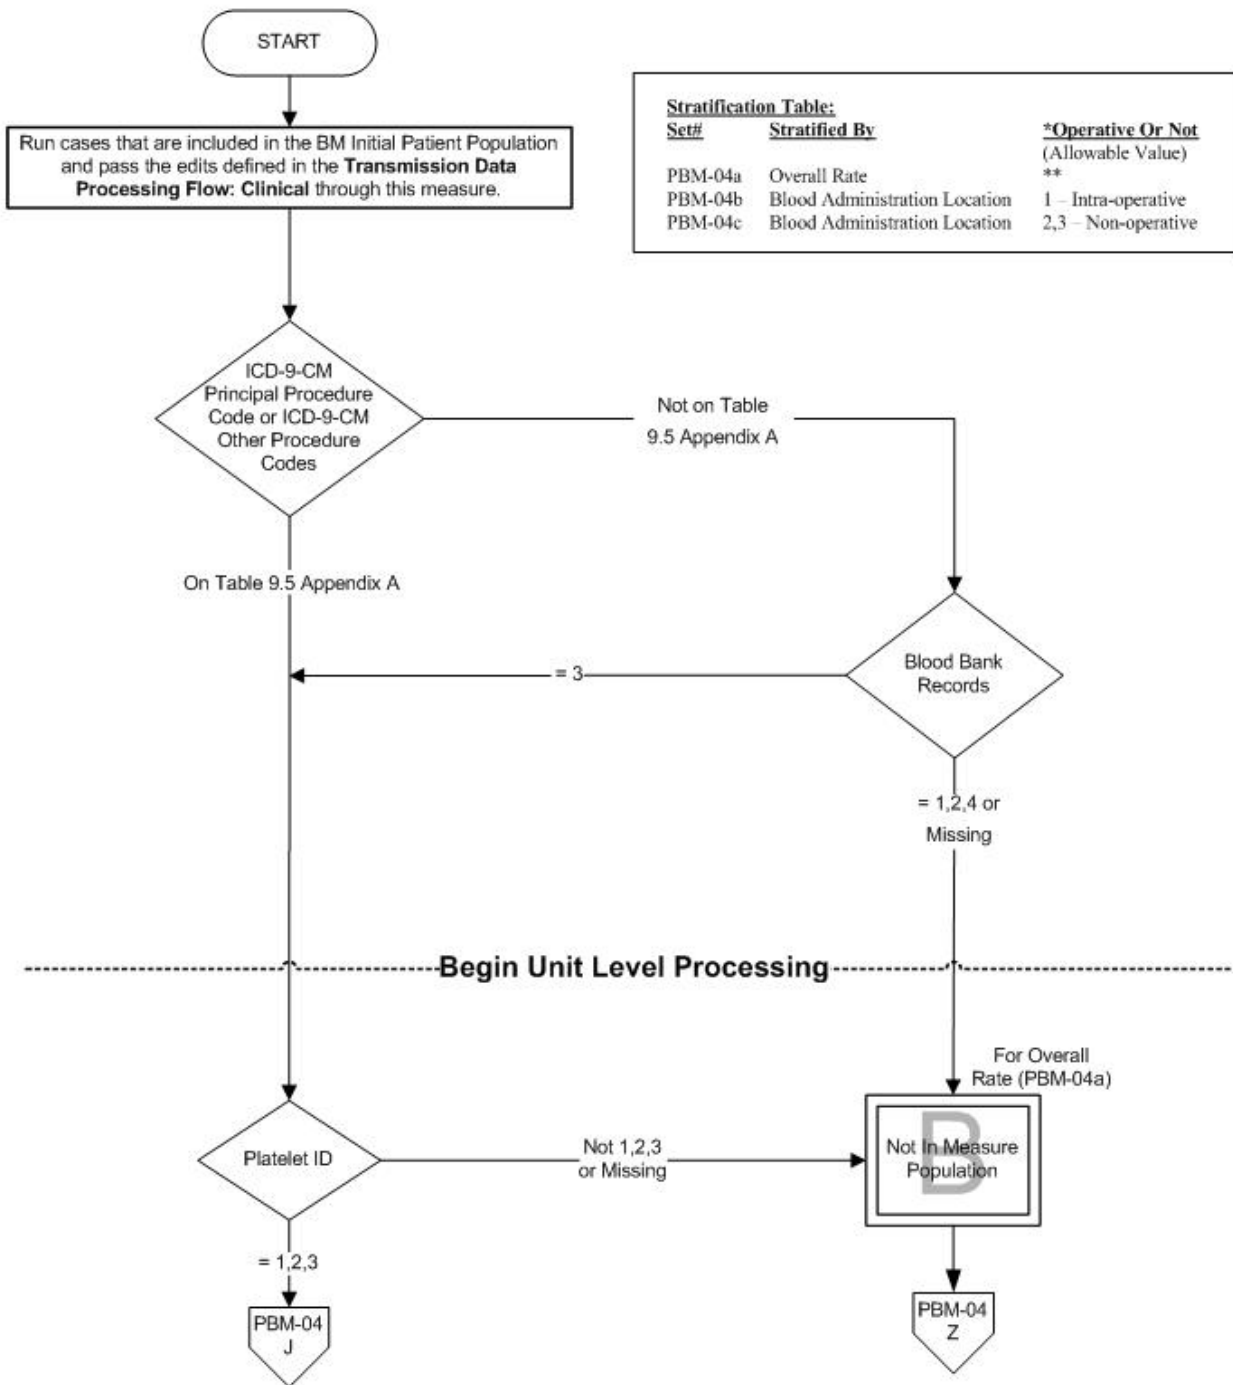 START
Run cases that are included in the BM Initial Patient Population
and pass the edits defined in the Transmission Data
Processing Flow: Clinical through this measure.
Stratification Table:
Set# Stratified By *Operative Or Not
(Allowable Value)
PBM-04a Overall Rate **
PBM-04b Blood Administration Location 1 – Intra-operative
PBM-04c Blood Administration Location 2,3 – Non-operative
ICD-9-CM
Principal Procedure
Code or ICD-9-CM
Other Procedure
Codes
Not on Table
9.5 Appendix A
On Table 9.5 Appendix A
Blood Bank
Records
= 3
= 1,2,4 or
Missing
Begin Unit Level Processing
For Overall
Rate (PBM-04a)
Platelet ID
Not 1,2,3
or Missing
B
Not In Measure
Population
= 1,2,3
PBM-04
J
PBM-04
Z